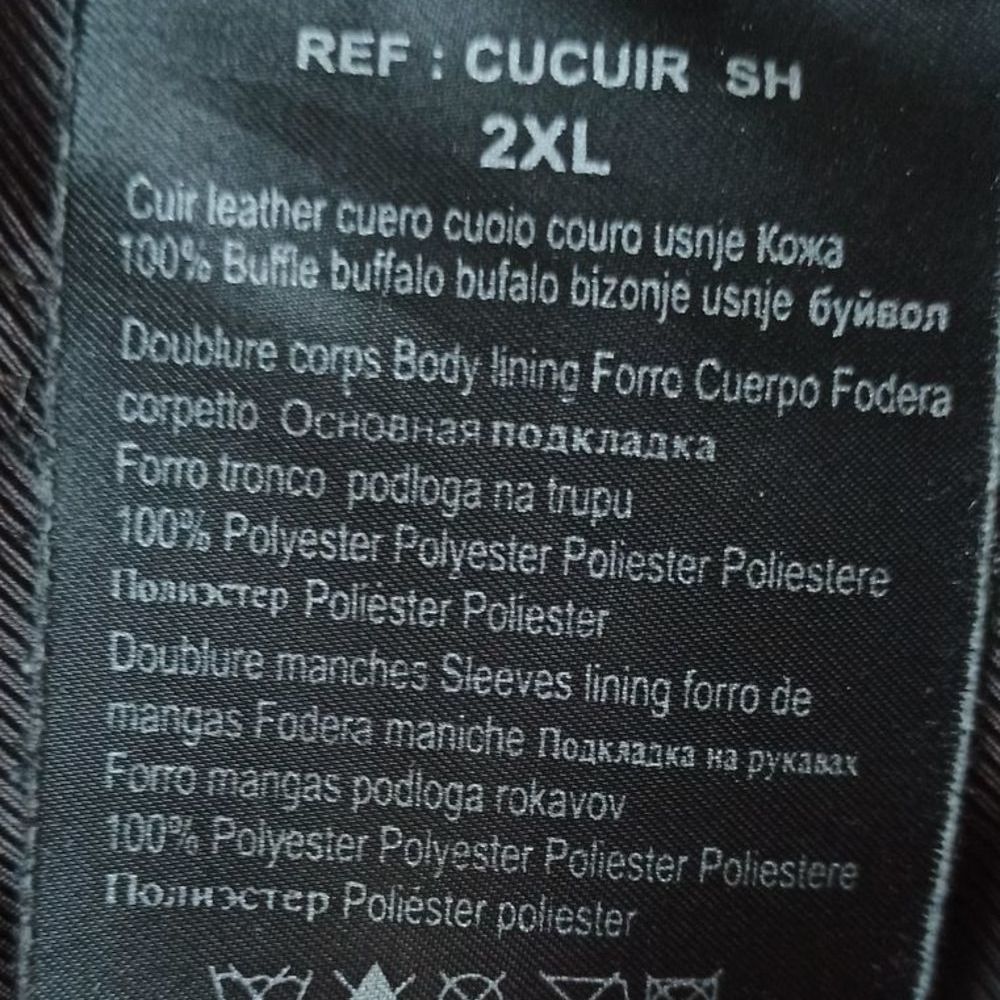 REF : CUCUIR SH
2XL
Cuir leather cuero cuoio couro usnje Кожа
100% Buffle buffalo bufalo bizonje usnje буйвол
Doublure corps Body lining Forro Cuerpo Fodera
corpetto Основная подкладка
Forro tronco podloga na trupu
100% Polyester Polyester Poliester Poliestere
Полиэстер Poliéster Poliester
Doublure manches Sleeves lining forro de
mangas Fodera maniche Подкладка на рукавах
Forro mangas podloga rokavov
100% Polyester Polyester Poliester Poliestere
Полиэстер Poliéster poliester